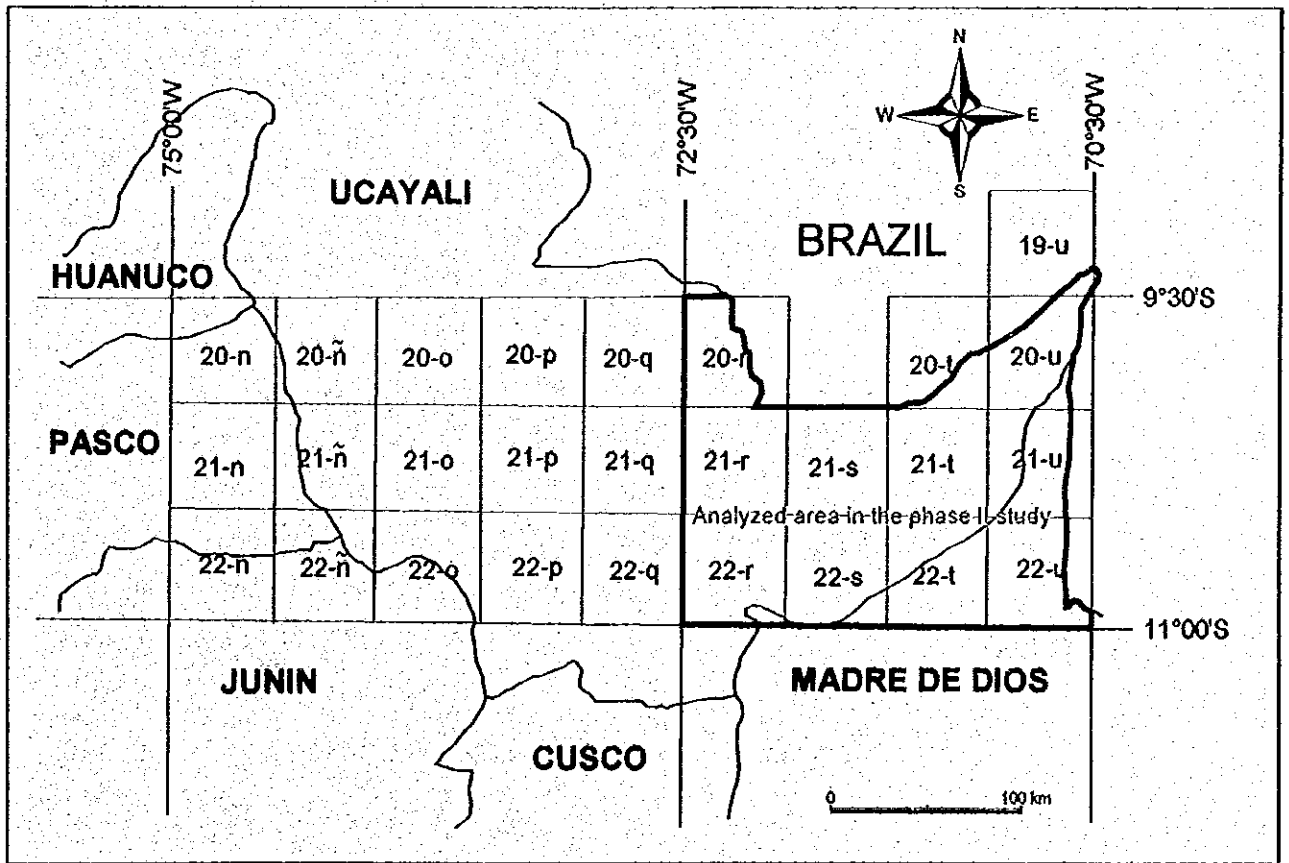 N
W E
S
75°00'W
72°30'W
70°30'W
UCAYALI
BRAZIL
19-u
HUANUCO
9°30'S
20-n 20-ñ 20-o 20-p 20-q 20-r 20-t 20-u
PASCO
21-n 21-ñ 21-o 21-p 21-q 21-r 21-s 21-t 21-u
Analyzed area in the phase II study
22-n 22-ñ 22-o 22-p 22-q 22-r 22-s 22-t 22-u
11°00'S
JUNIN
MADRE DE DIOS
CUSCO
0 100 km